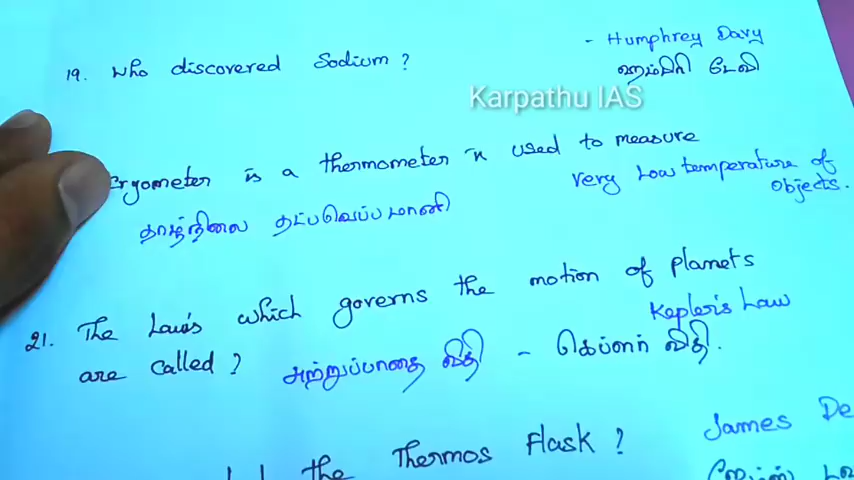 19. Who discovered Sodium ?
- Humphrey Davy
ஹம்பிரி டேவி
Karpathu IAS
Cryometer is a thermometer is used to measure
very Low temperature of
objects.
தாழ்நிலை தட்பவெப்பமானி
21. The Law's which governs the motion of planets
Kepler's Law
are called ? சுற்றுப்பாதை விதி - கெப்ளர் விதி.
the Thermos Flask ?
James De